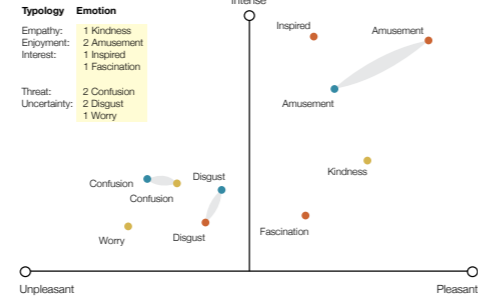 Intense
Typology Emotion
Empathy: 1 Kindness
Enjoyment: 2 Amusement
Interest: 1 Inspired
1 Fascination
Threat: 2 Confusion
Uncertainty: 2 Disgust
1 Worry
Inspired
Amusement
Amusement
Kindness
Disgust
Confusion
Confusion
Fascination
Disgust
Worry
Unpleasant
Pleasant